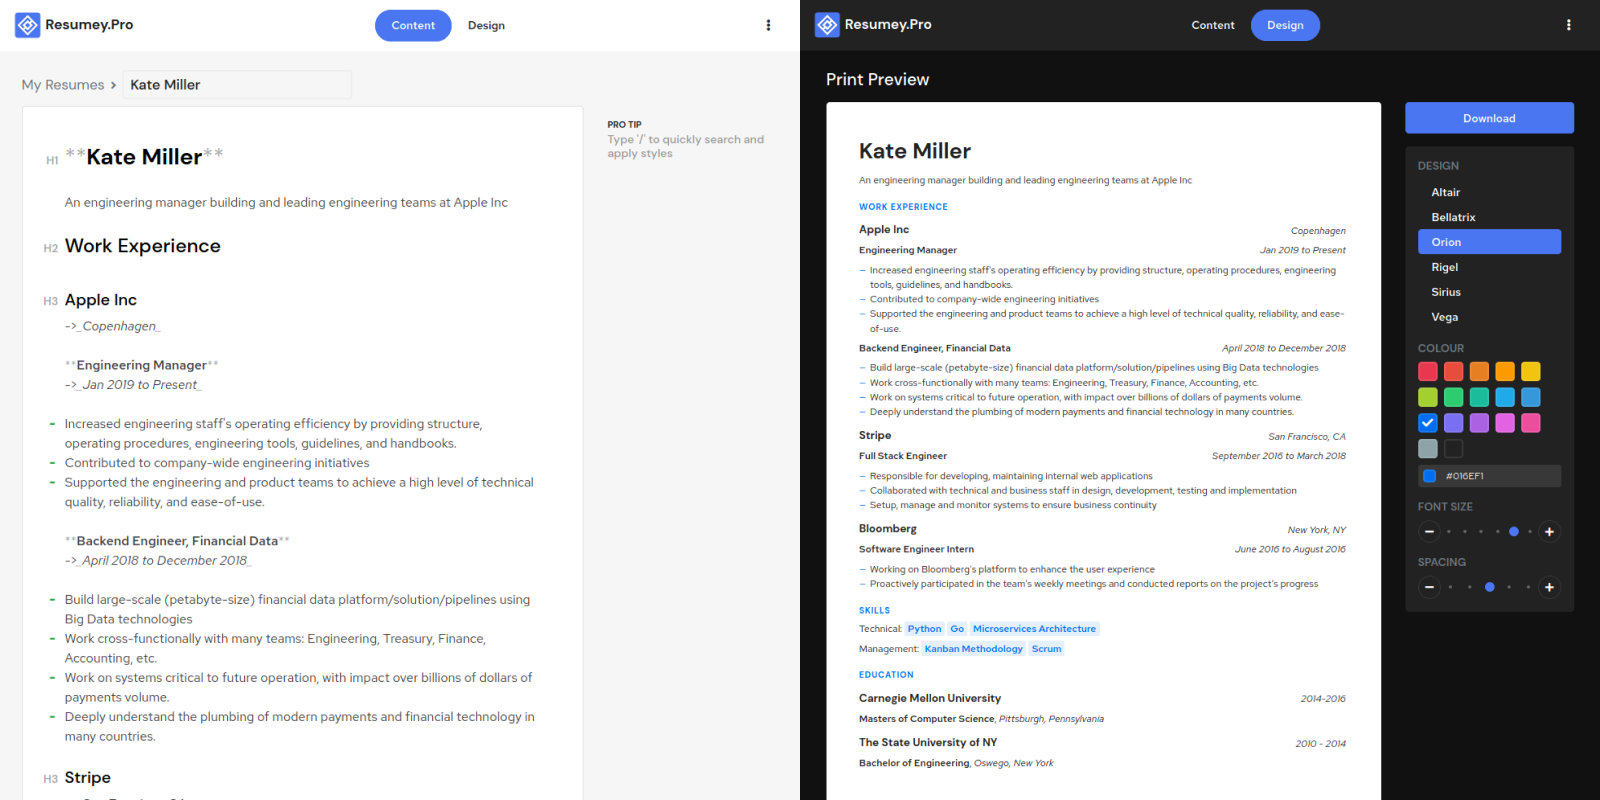 Resumey.Pro
Content
Design
My Resumes > Kate Miller
PRO TIP
Type '/' to quickly search and
apply styles
H1 **Kate Miller**
An engineering manager building and leading engineering teams at Apple Inc
H2 Work Experience
H3 Apple Inc
->_Copenhagen_
**Engineering Manager**
->_Jan 2019 to Present_
- Increased engineering staff's operating efficiency by providing structure,
operating procedures, engineering tools, guidelines, and handbooks.
- Contributed to company-wide engineering initiatives
- Supported the engineering and product teams to achieve a high level of technical
quality, reliability, and ease-of-use.
**Backend Engineer, Financial Data**
->_April 2018 to December 2018_
- Build large-scale (petabyte-size) financial data platform/solution/pipelines using
Big Data technologies
- Work cross-functionally with many teams: Engineering, Treasury, Finance,
Accounting, etc.
- Work on systems critical to future operation, with impact over billions of dollars of
payments volume.
- Deeply understand the plumbing of modern payments and financial technology in
many countries.
H3 Stripe
Resumey.Pro
Content
Design
Print Preview
Kate Miller
An engineering manager building and leading engineering teams at Apple Inc
WORK EXPERIENCE
Apple Inc Copenhagen
Engineering Manager Jan 2019 to Present
– Increased engineering staff's operating efficiency by providing structure, operating procedures, engineering
tools, guidelines, and handbooks.
– Contributed to company-wide engineering initiatives
– Supported the engineering and product teams to achieve a high level of technical quality, reliability, and ease-
of-use.
Backend Engineer, Financial Data April 2018 to December 2018
– Build large-scale (petabyte-size) financial data platform/solution/pipelines using Big Data technologies
– Work cross-functionally with many teams: Engineering, Treasury, Finance, Accounting, etc.
– Work on systems critical to future operation, with impact over billions of dollars of payments volume.
– Deeply understand the plumbing of modern payments and financial technology in many countries.
Stripe San Francisco, CA
Full Stack Engineer September 2016 to March 2018
– Responsible for developing, maintaining internal web applications
– Collaborated with technical and business staff in design, development, testing and implementation
– Setup, manage and monitor systems to ensure business continuity
Bloomberg New York, NY
Software Engineer Intern June 2016 to August 2016
– Working on Bloomberg's platform to enhance the user experience
– Proactively participated in the team's weekly meetings and conducted reports on the project's progress
SKILLS
Technical: Python Go Microservices Architecture
Management: Kanban Methodology Scrum
EDUCATION
Carnegie Mellon University 2014-2016
Masters of Computer Science, Pittsburgh, Pennsylvania
The State University of NY 2010 - 2014
Bachelor of Engineering, Oswego, New York
Download
DESIGN
Altair
Bellatrix
Orion
Rigel
Sirius
Vega
COLOUR
#016EF1
FONT SIZE
− +
SPACING
− +